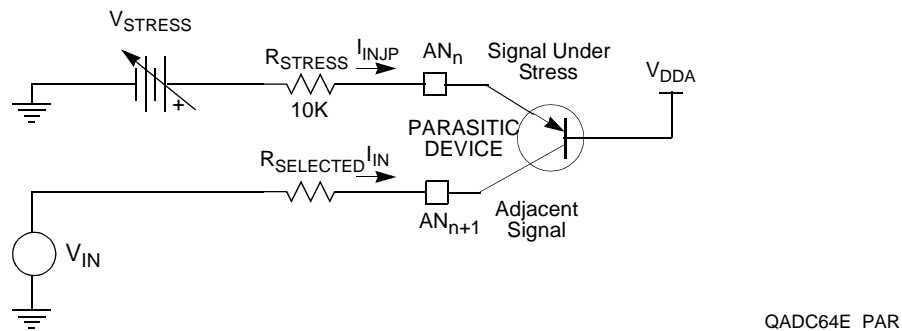 VSTRESS
RSTRESS
IINJP
ANn
Signal Under
Stress
VDDA
+
10K
PARASITIC
DEVICE
RSELECTED
IIN
ANn+1
Adjacent
Signal
VIN
QADC64E PAR